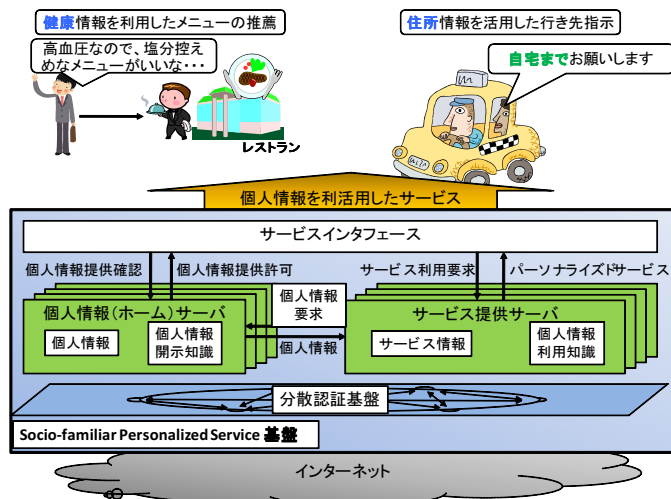 健康情報を利用したメニューの推薦
高血圧なので、塩分控え
めなメニューがいいな･･･
レストラン
住所情報を活用した行き先指示
自宅までお願いします
個人情報を利活用したサービス
サービスインタフェース
個人情報提供確認
個人情報提供許可
サービス利用要求
パーソナライズドサービス
個人情報（ホーム）サーバ
個人情報
個人情報
開示知識
個人情報
要求
個人情報
サービス提供サーバ
サービス情報
個人情報
利用知識
分散認証基盤
Socio-familiar Personalized Service 基盤
インターネット